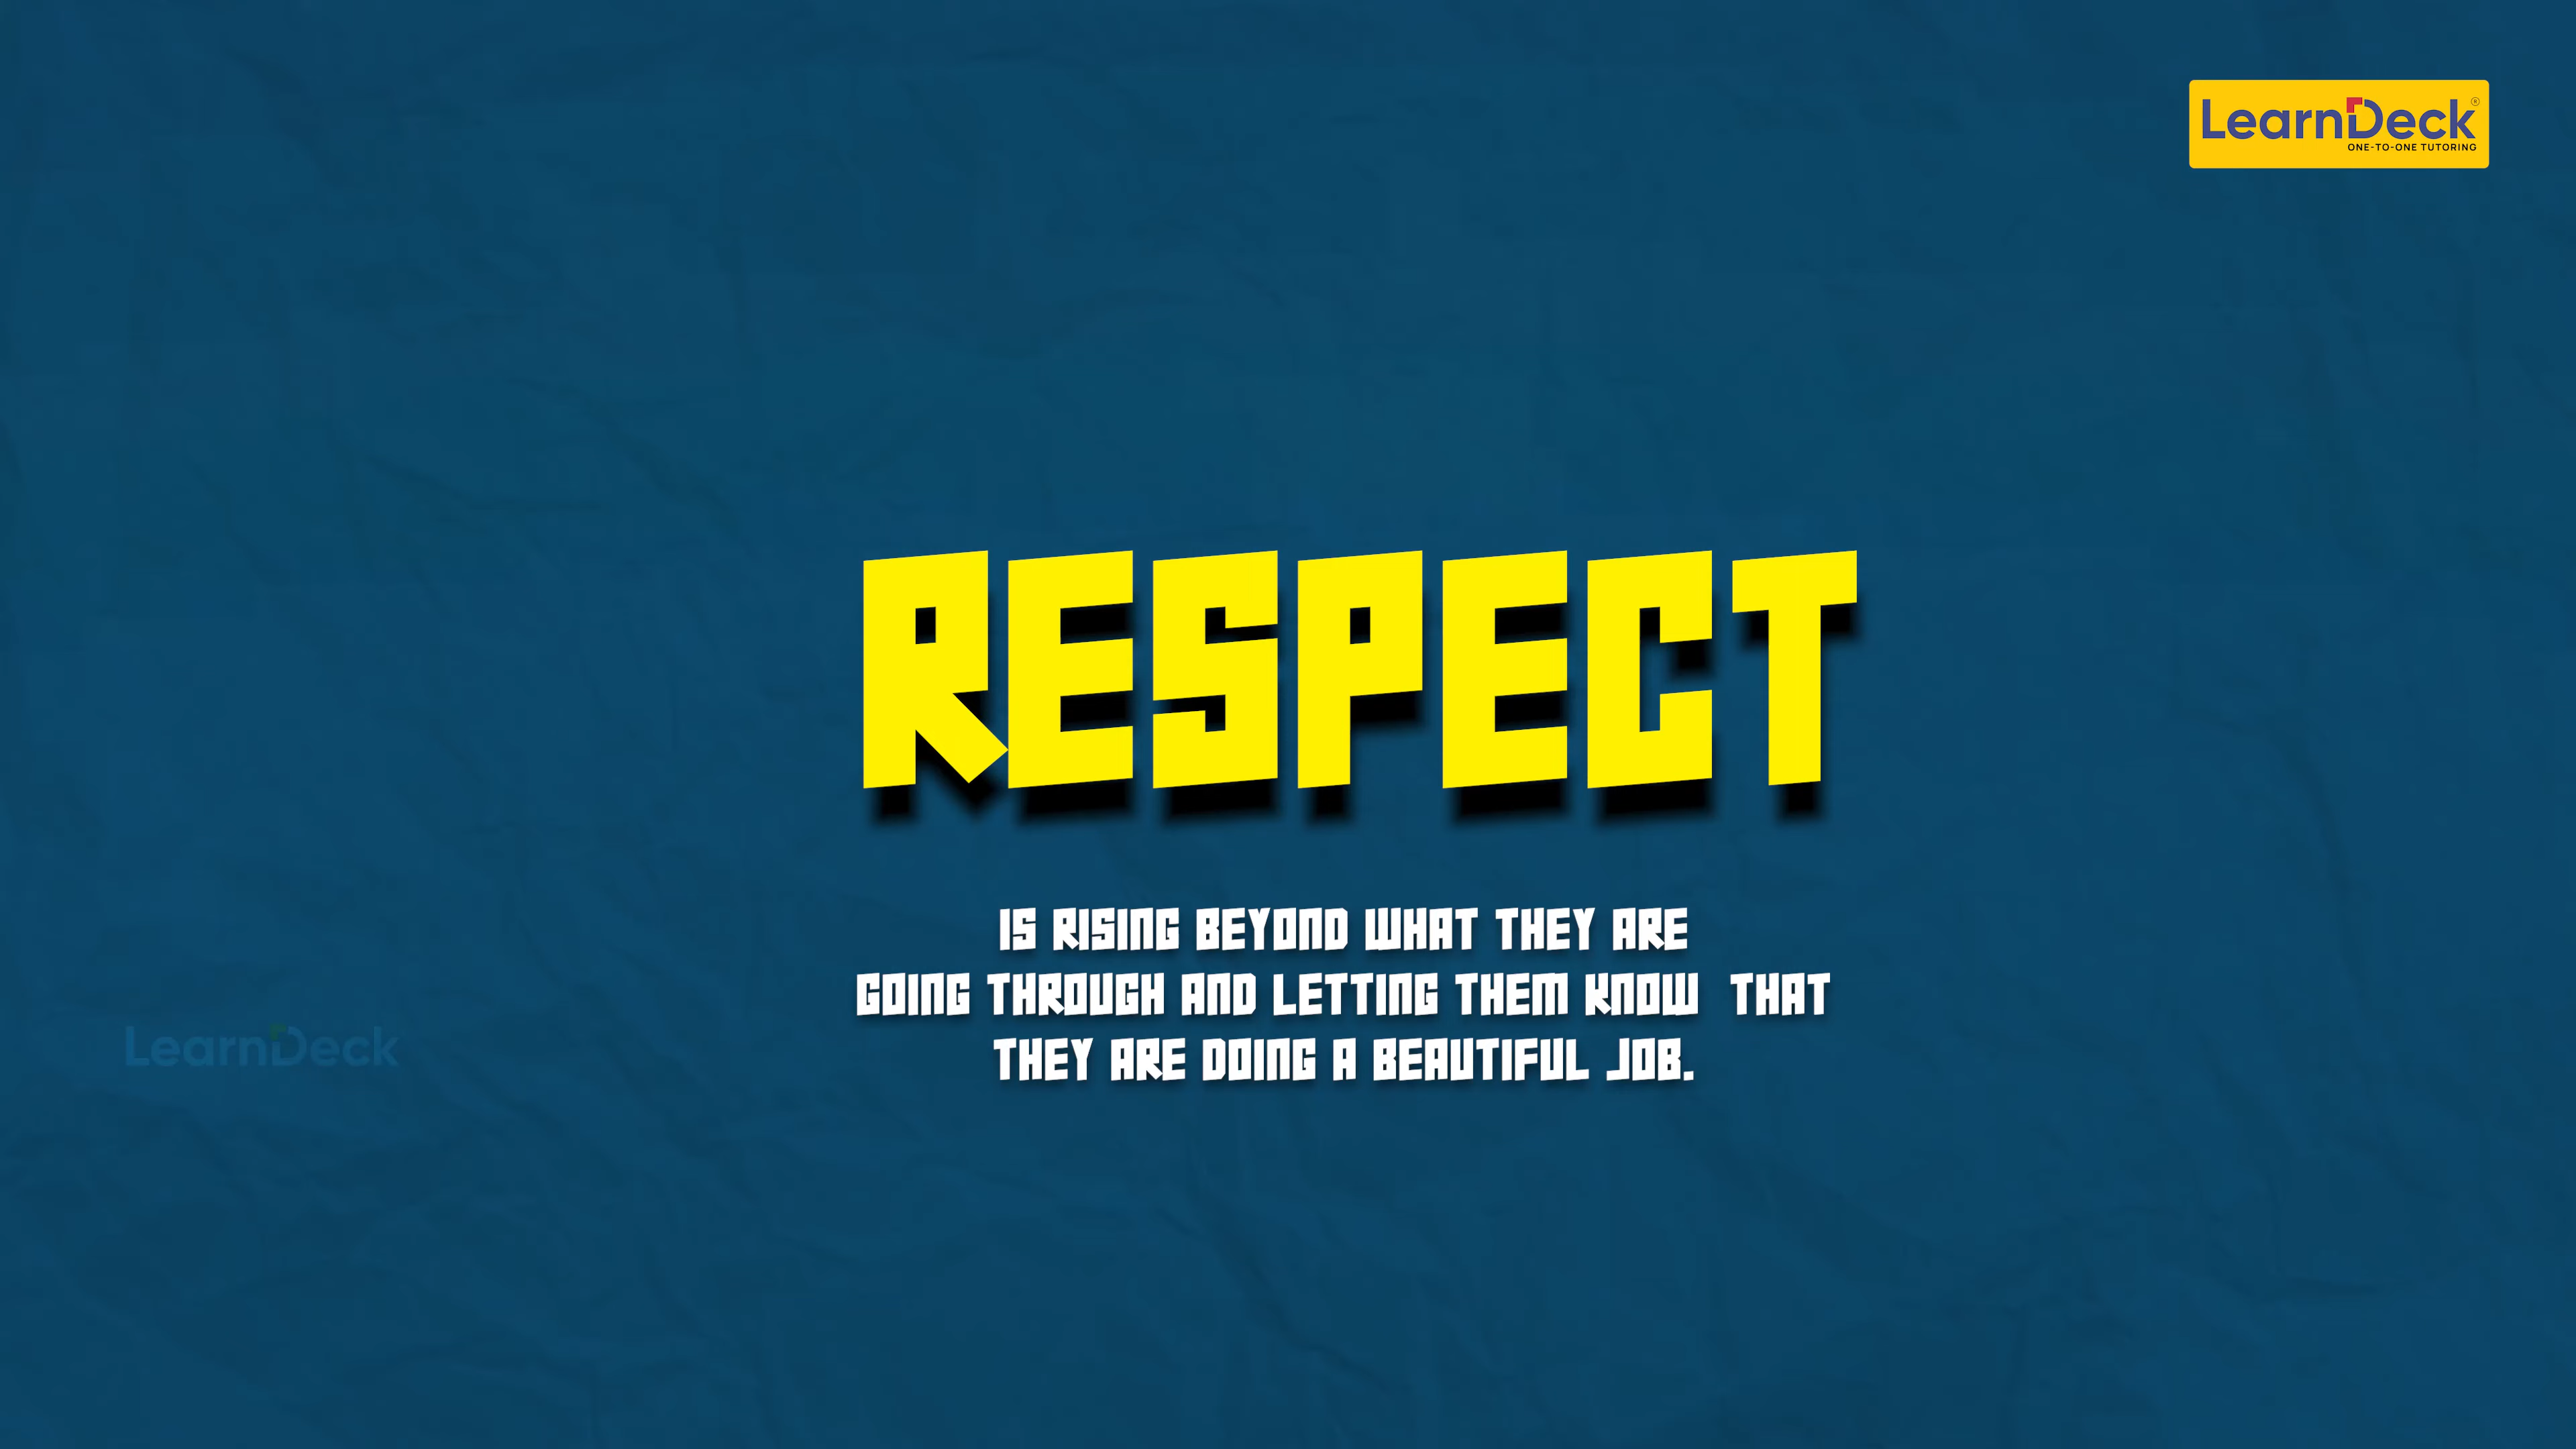 LearnDeck®
ONE-TO-ONE TUTORING
RESPECT
IS RISING BEYOND WHAT THEY ARE
GOING THROUGH AND LETTING THEM KNOW THAT
THEY ARE DOING A BEAUTIFUL JOB.
LearnDeck